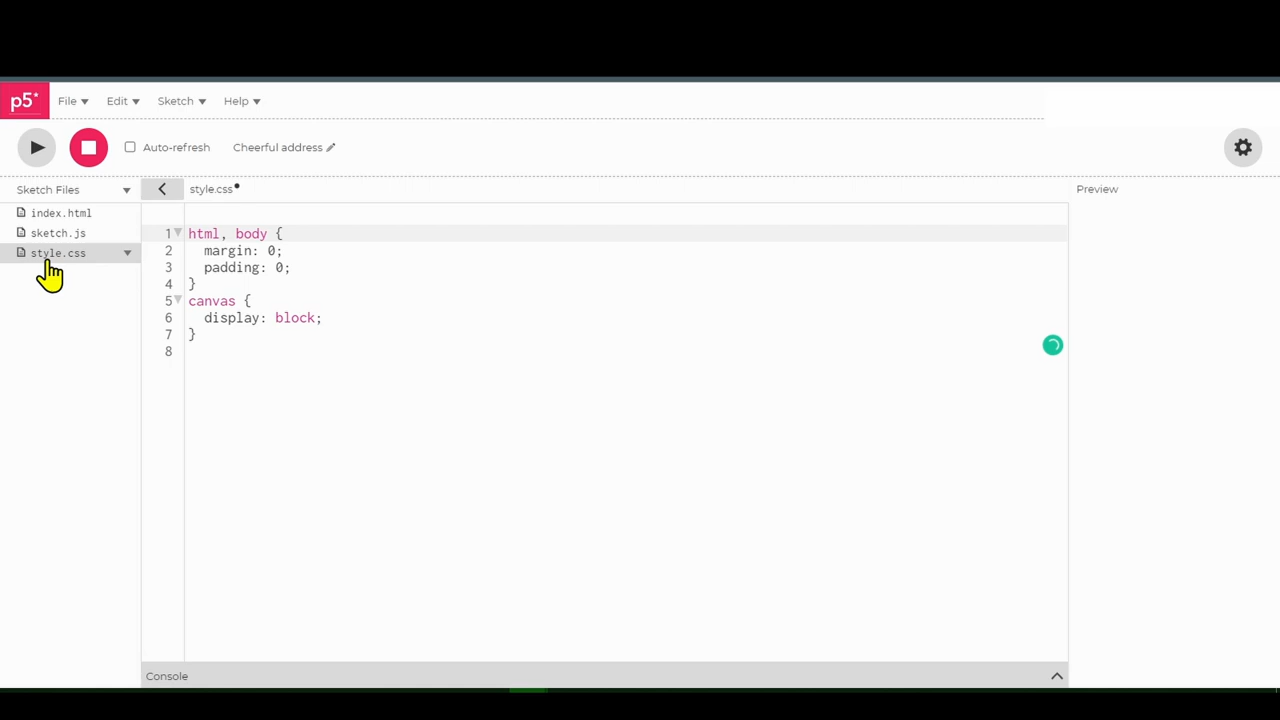 p5* File Edit Sketch Help
Auto-refresh Cheerful address
Sketch Files style.css Preview
index.html
sketch.js
style.css
1 html, body {
2 margin: 0;
3 padding: 0;
4 }
5 canvas {
6 display: block;
7 }
8
Console